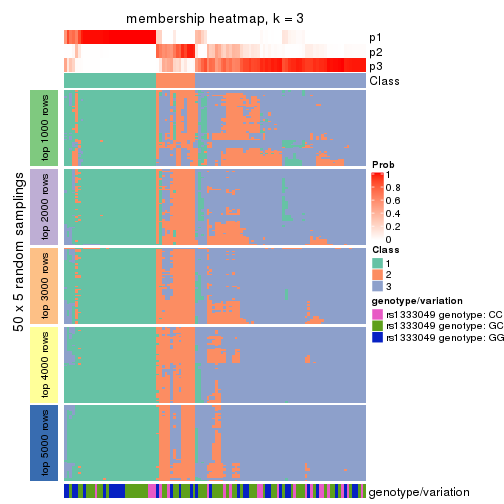 membership heatmap, k = 3
p1
p2
p3
Class
50 x 5 random samplings
top 1000 rows
top 2000 rows
top 3000 rows
top 4000 rows
top 5000 rows
Prob
1
0.8
0.6
0.4
0.2
0
Class
1
2
3
genotype/variation
rs1333049 genotype: CC
rs1333049 genotype: GC
rs1333049 genotype: GG
genotype/variation